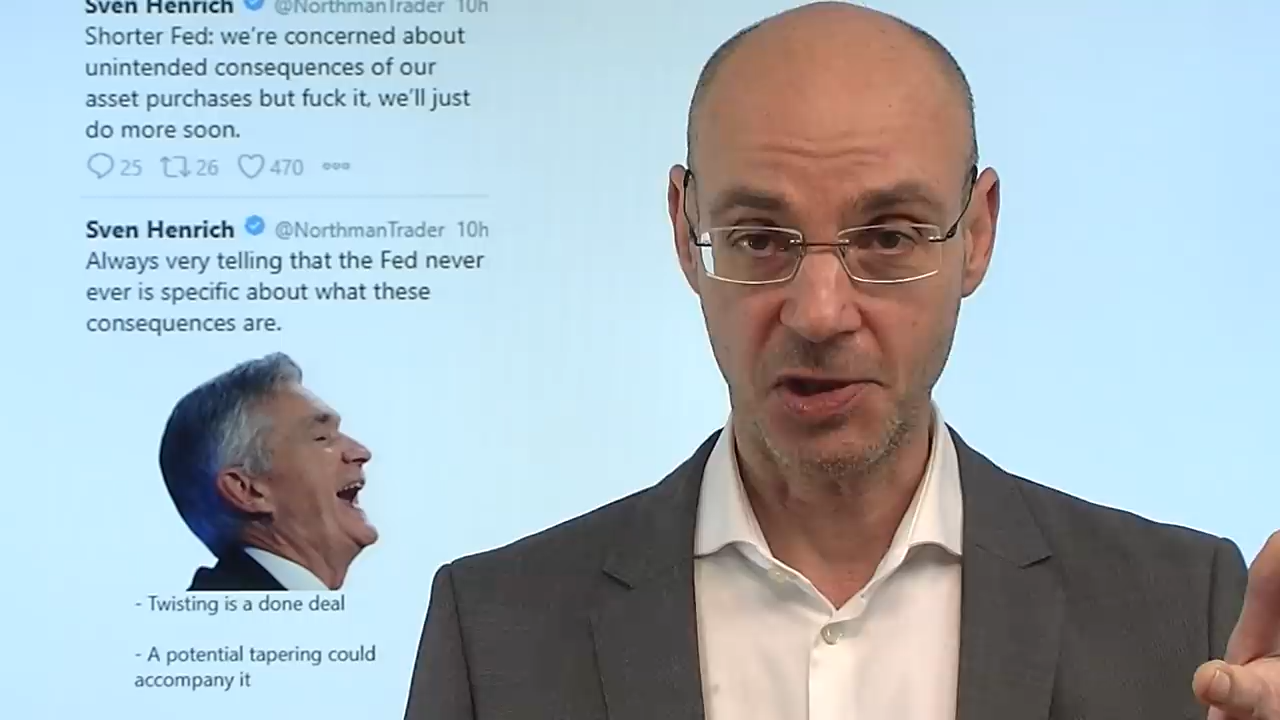 Sven Henrich @NorthmanTrader 10h
Shorter Fed: we're concerned about
unintended consequences of our
asset purchases but fuck it, we'll just
do more soon.
25 26 470
Sven Henrich @NorthmanTrader 10h
Always very telling that the Fed never
ever is specific about what these
consequences are.
- Twisting is a done deal
- A potential tapering could
accompany it